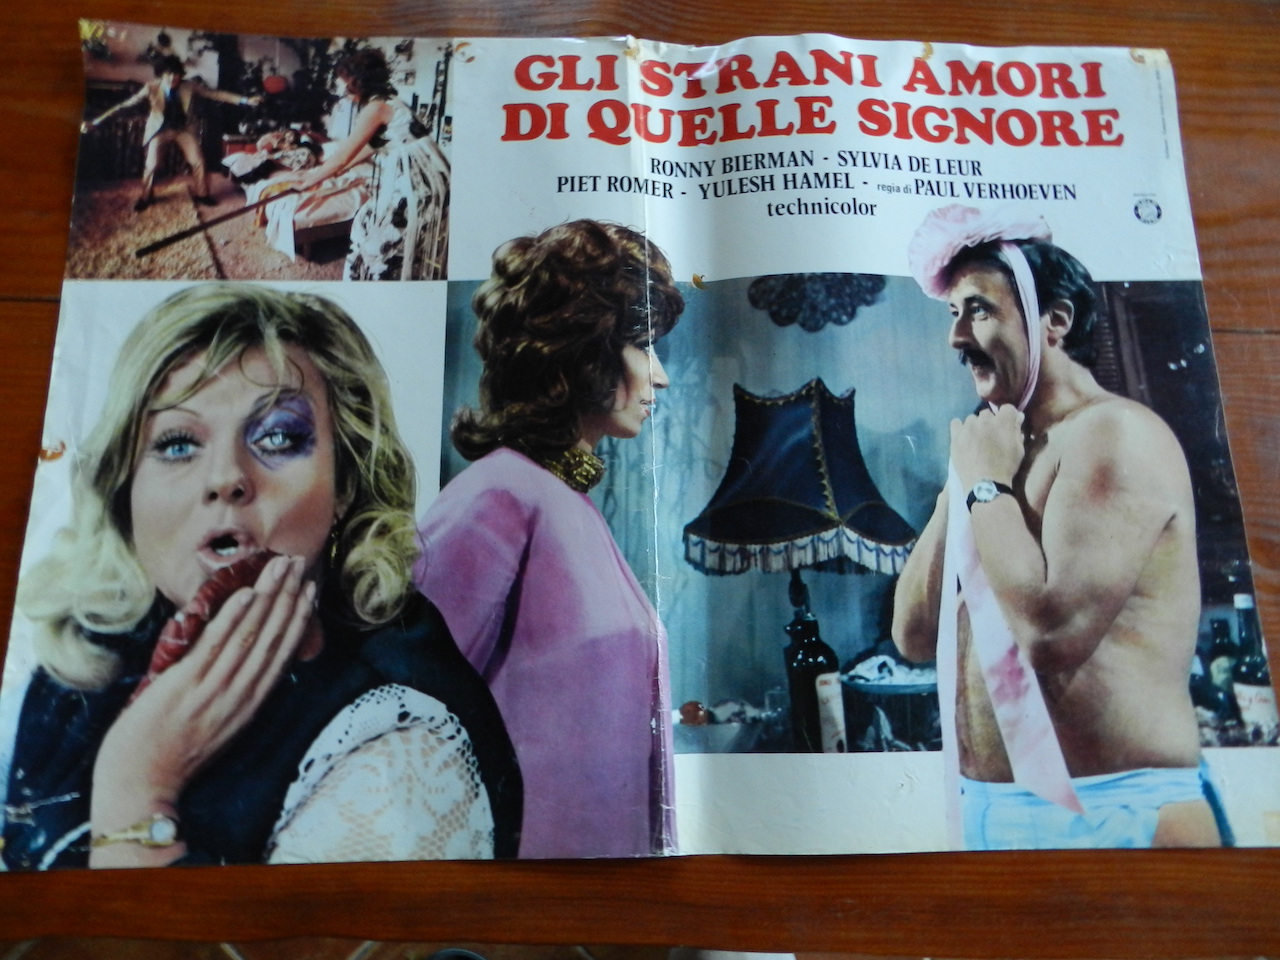 GLI STRANI AMORI
DI QUELLE SIGNORE
RONNY BIERMAN - SYLVIA DE LEUR
PIET ROMER - YULESH HAMEL - regia di PAUL VERHOEVEN
technicolor